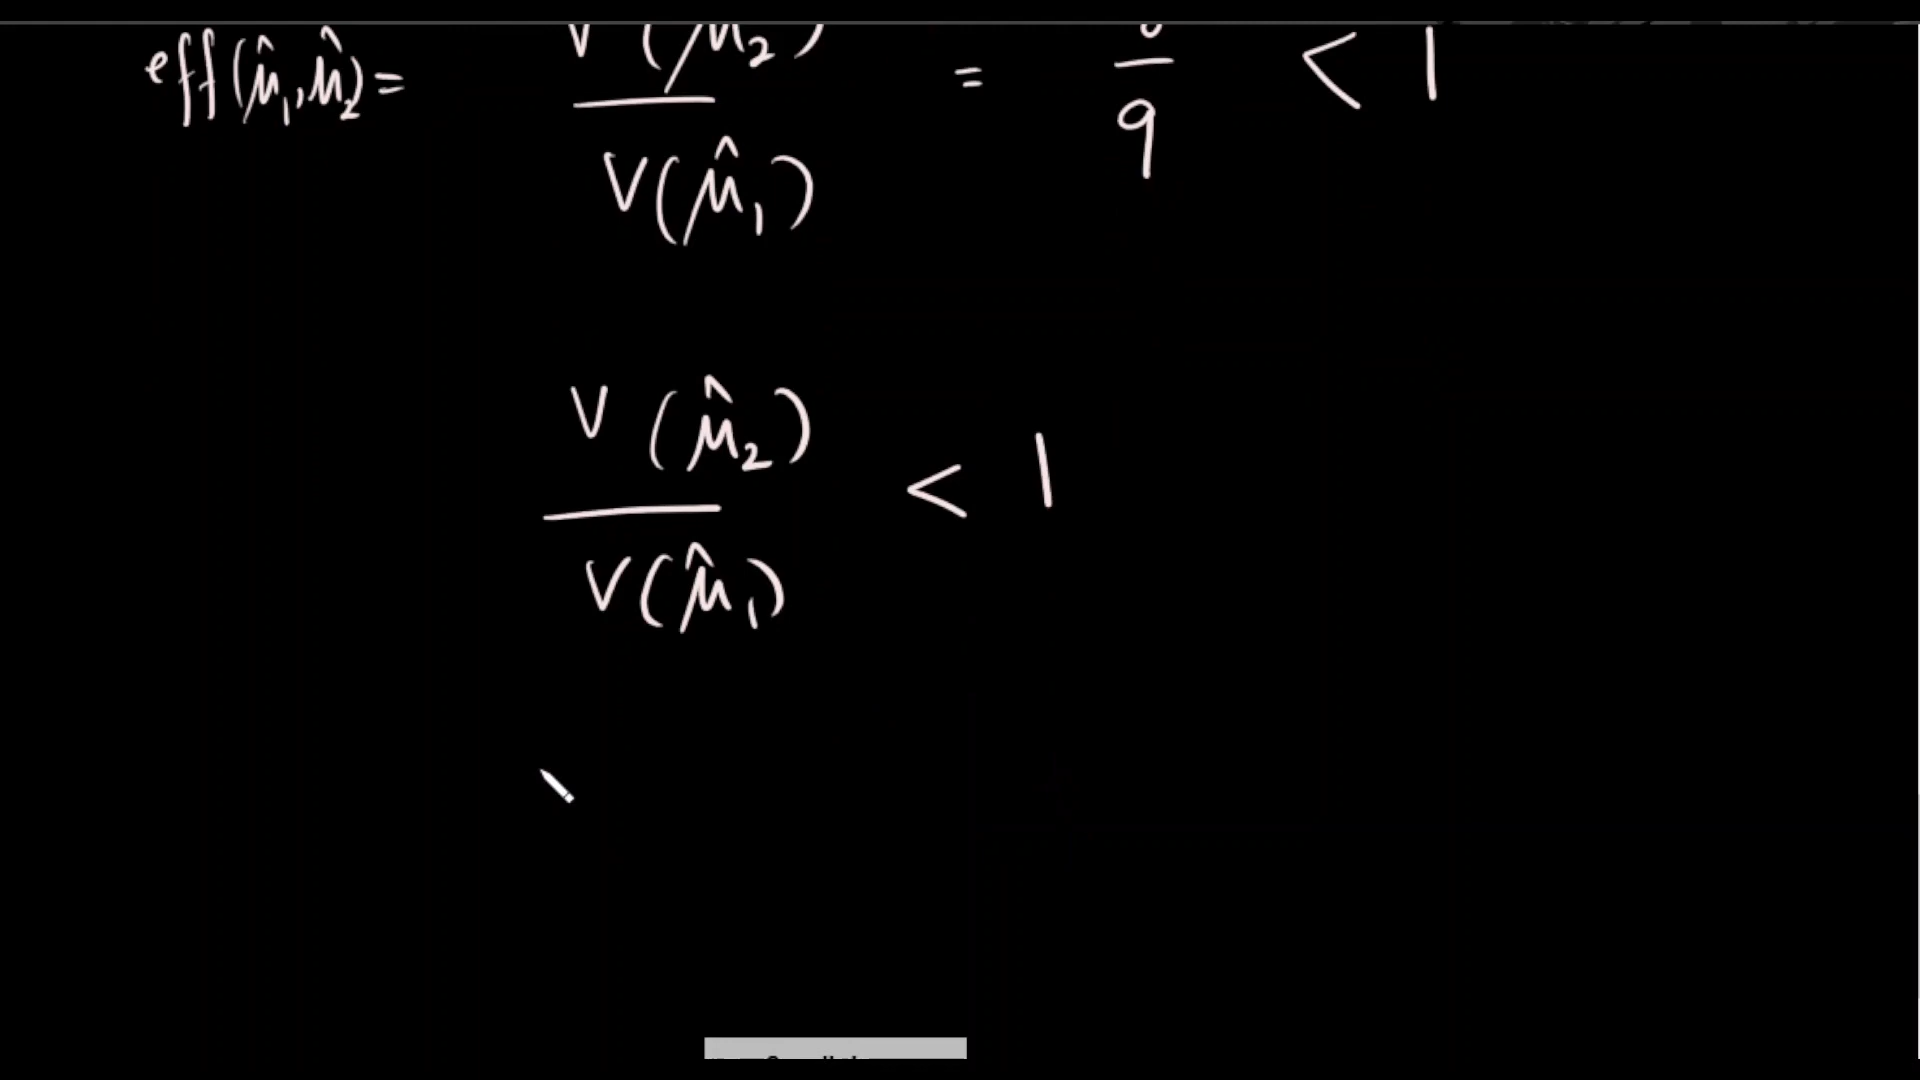 eff(μ̂₁, μ̂₂) = V(μ̂₂) / V(μ̂₁) = / 9 < 1
V(μ̂₂) / V(μ̂₁) < 1